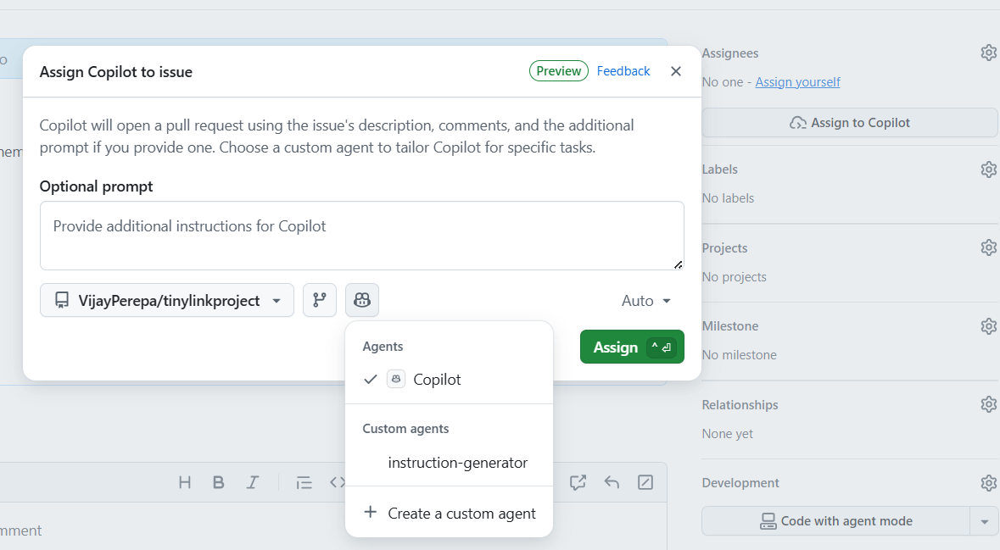 Assign Copilot to issue
Preview
Feedback
Copilot will open a pull request using the issue's description, comments, and the additional
prompt if you provide one. Choose a custom agent to tailor Copilot for specific tasks.
Optional prompt
Provide additional instructions for Copilot
VijayPerepa/tinylinkproject
Auto
Assign ^ ⏎
Agents
Copilot
Custom agents
instruction-generator
Create a custom agent
H B I <>
Assignees
No one - Assign yourself
Assign to Copilot
Labels
No labels
Projects
No projects
Milestone
No milestone
Relationships
None yet
Development
Code with agent mode